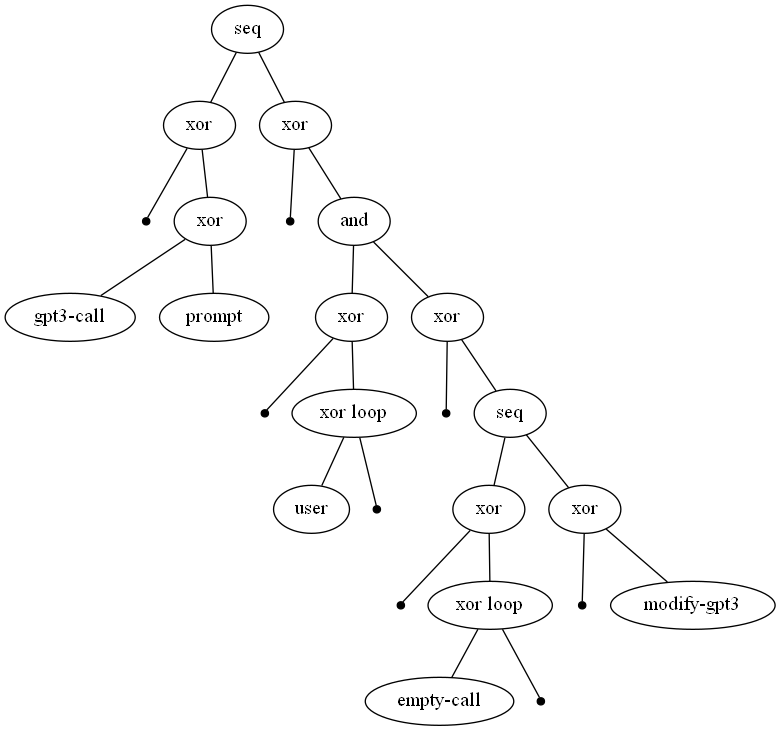 seq
xor xor
xor and
gpt3-call prompt xor xor
xor loop seq
user xor xor
xor loop modify-gpt3
empty-call